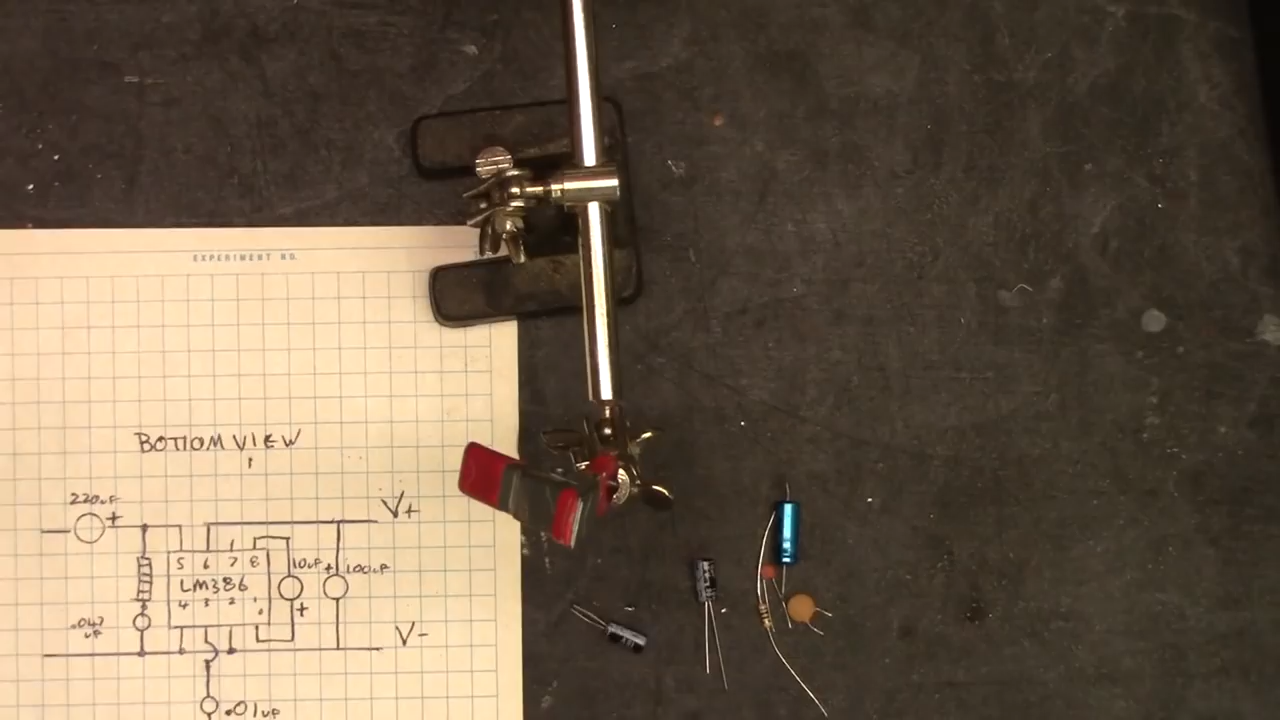 EXPERIMENT NO.
BOTTOM VIEW
220uF
+
V+
5 6 7 8
10uF
+
100uF
LM386
4 3 2 1
+
.047
uF
V-
.01uF